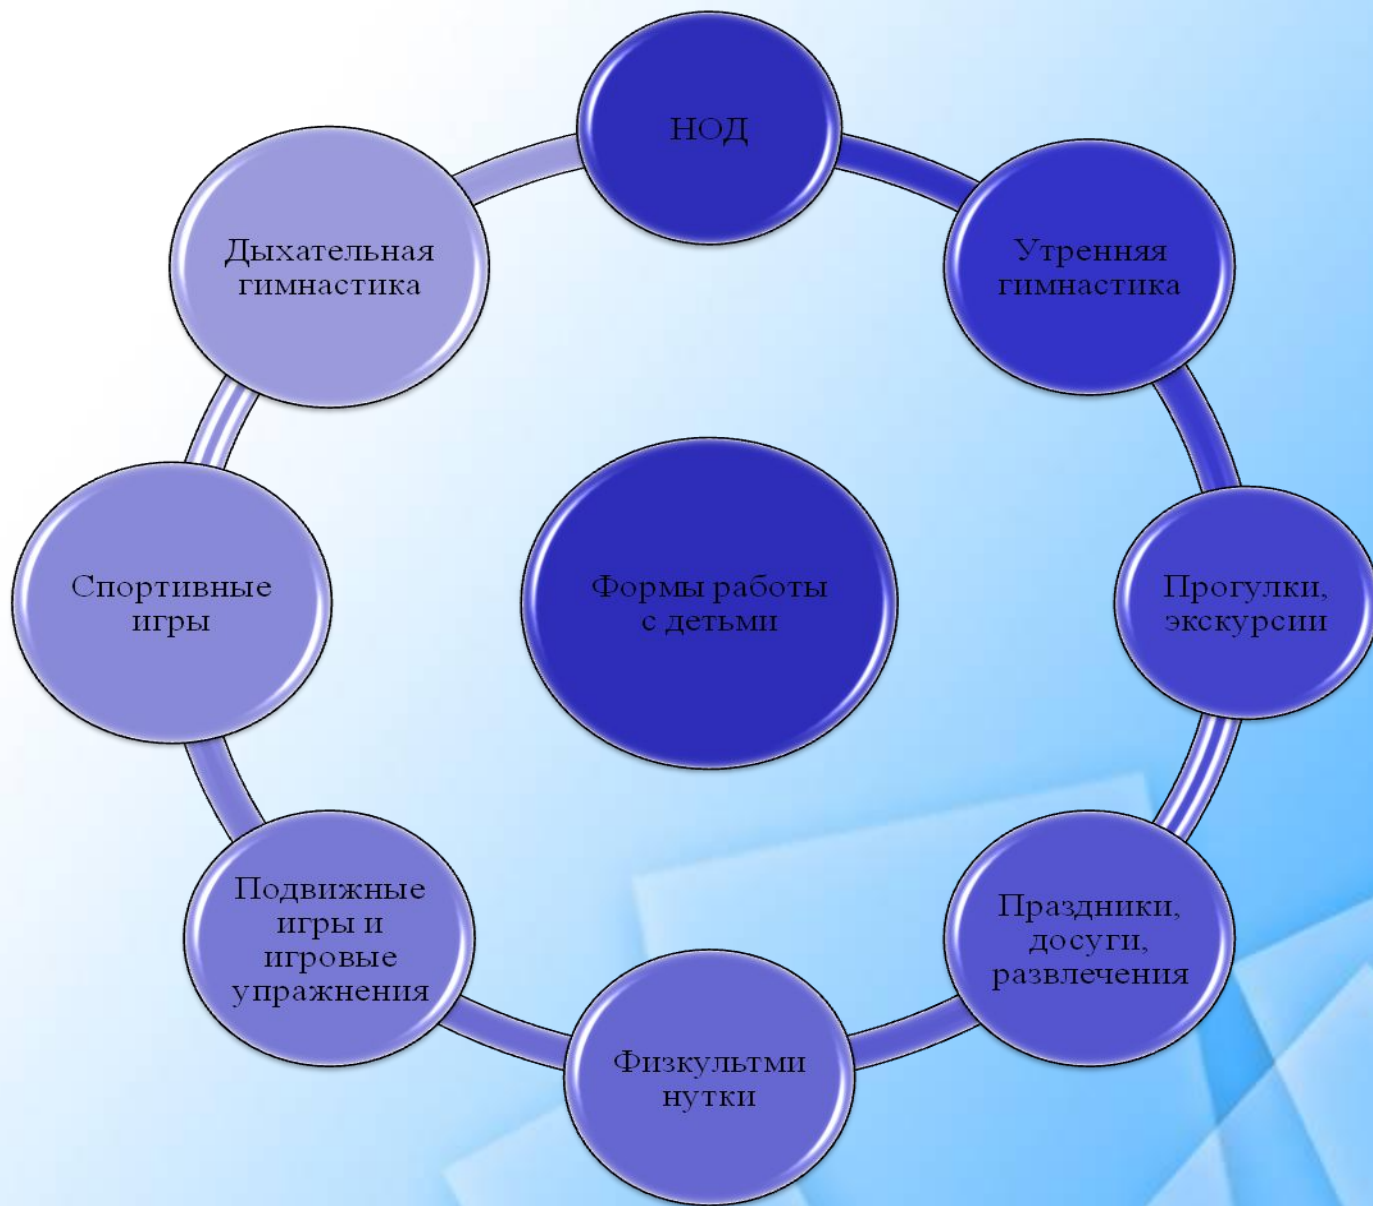 НОД
Утренняя
гимнастика
Прогулки,
экскурсии
Праздники,
досуги,
развлечения
Физкультми
нутки
Подвижные
игры и
игровые
упражнения
Спортивные
игры
Дыхательная
гимнастика
Формы работы
с детьми